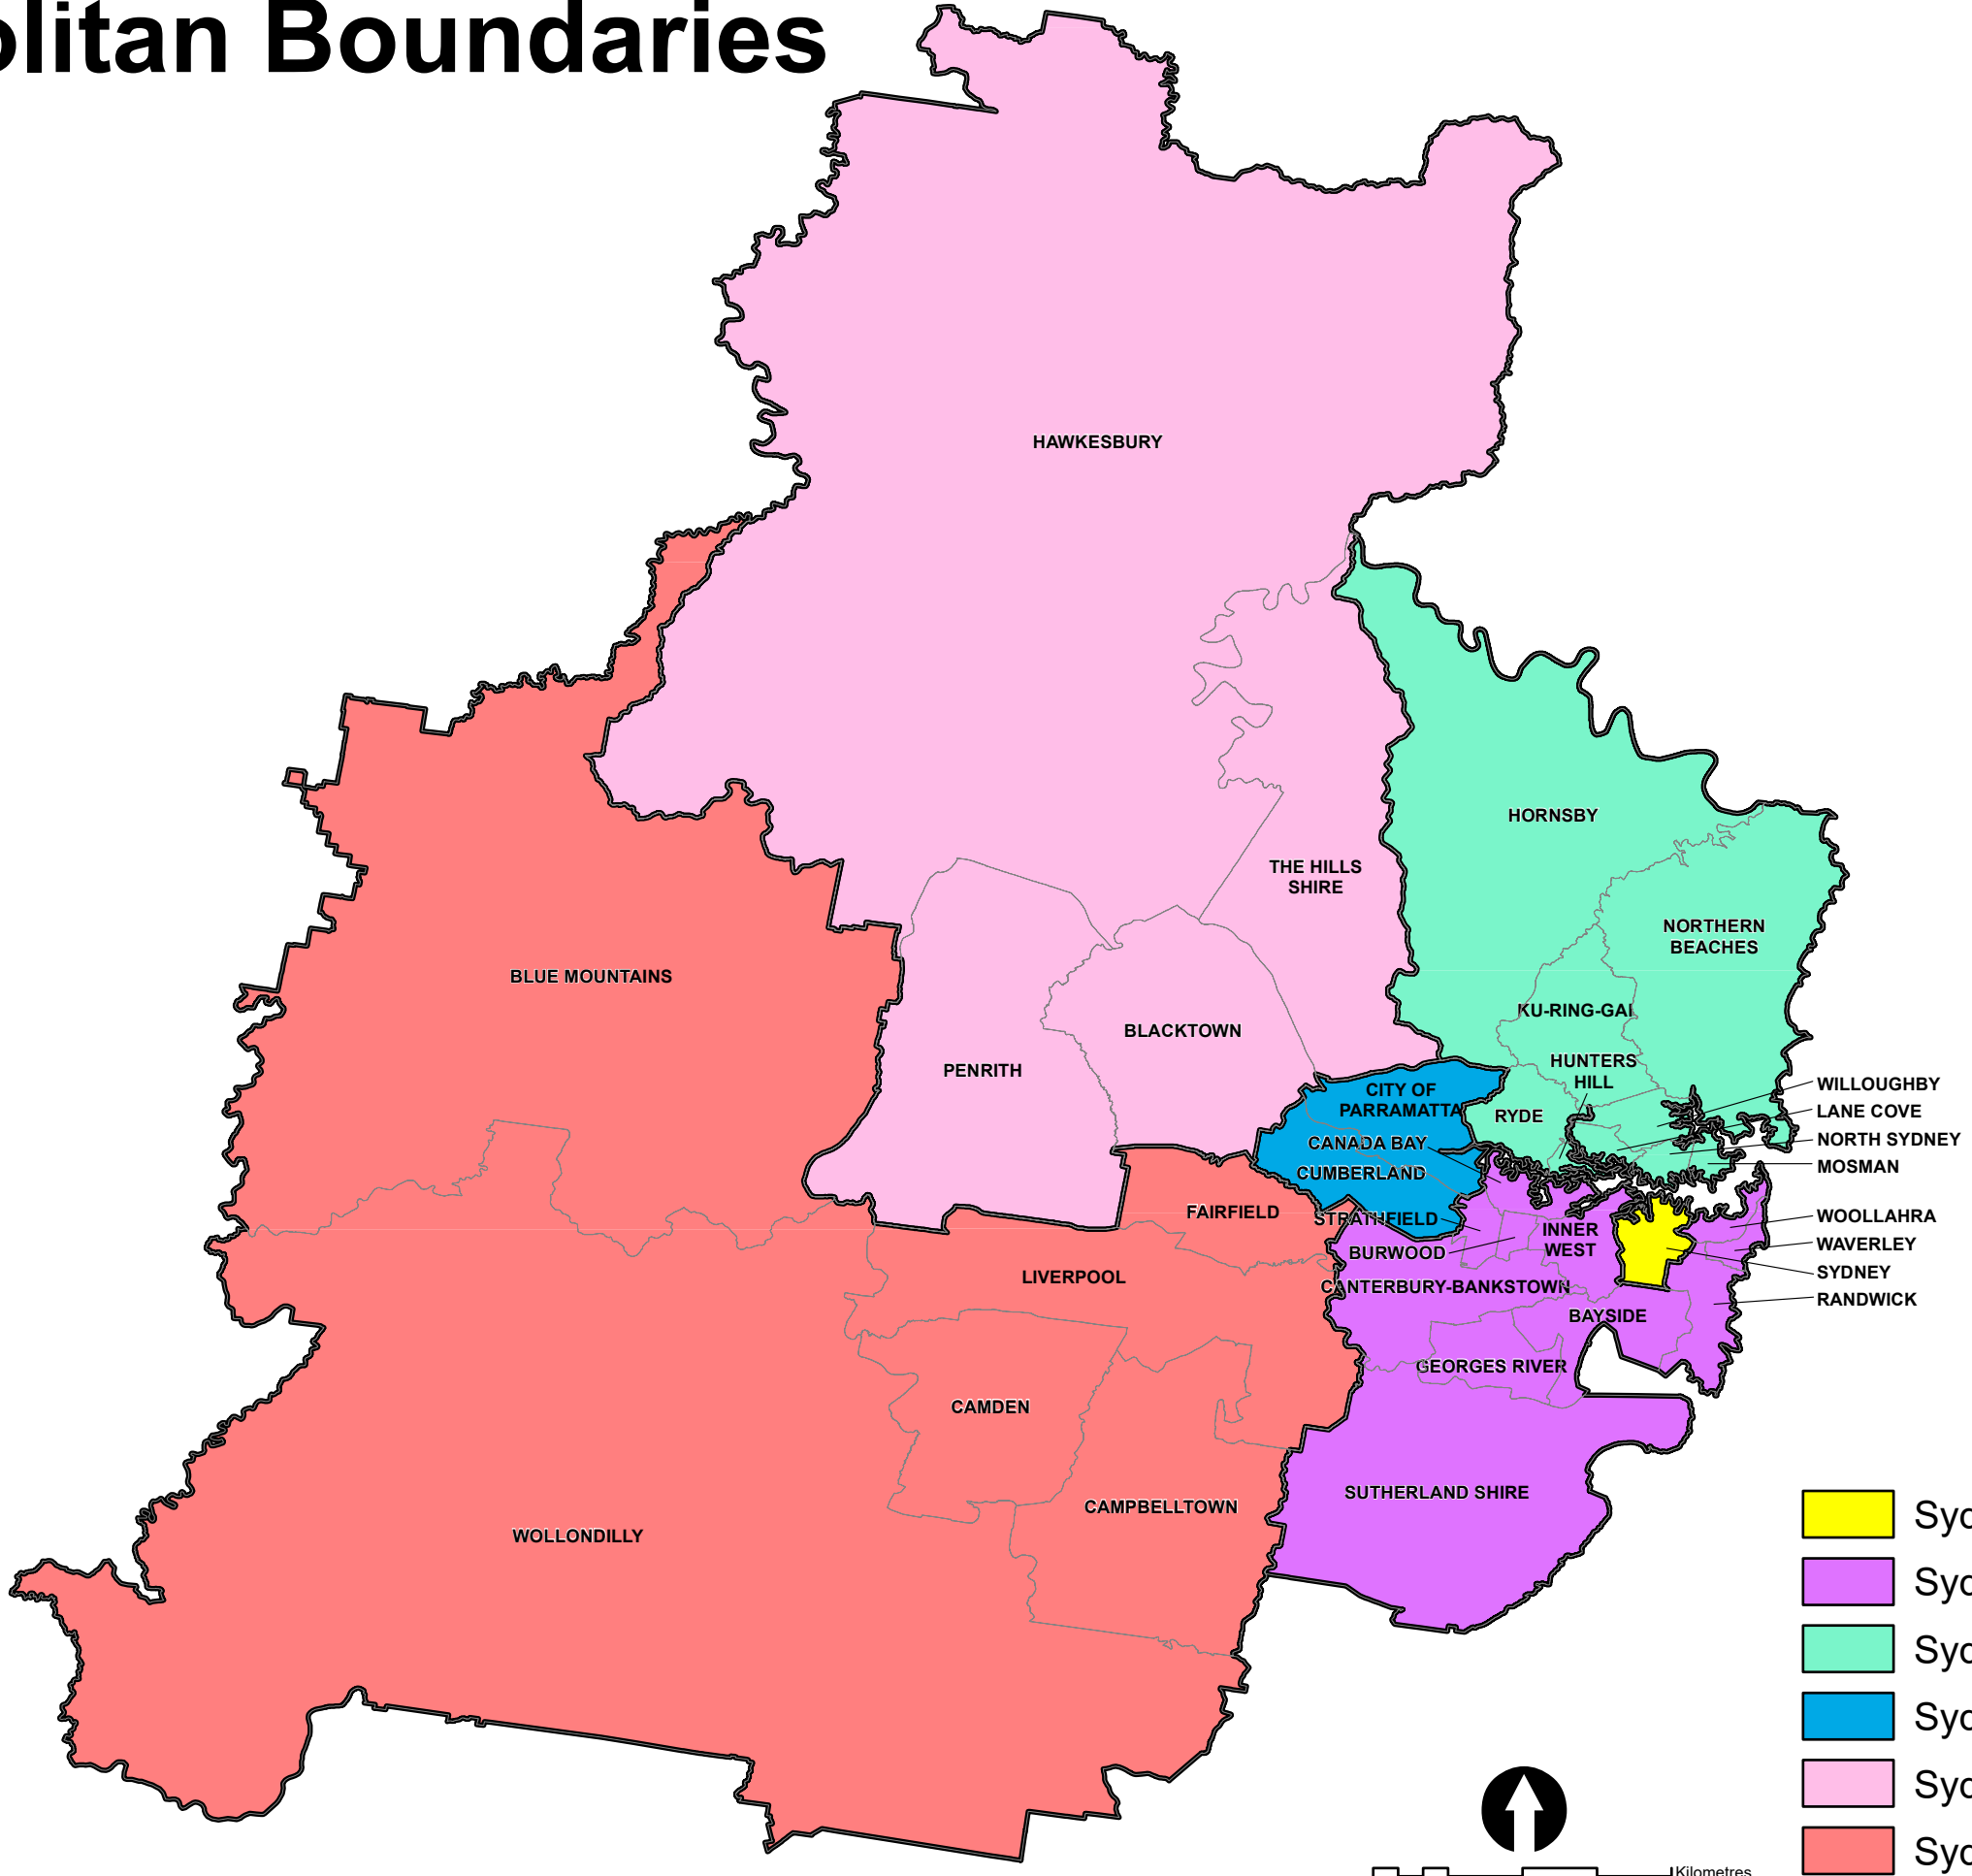 olitan Boundaries
HAWKESBURY
HORNSBY
THE HILLS
SHIRE
NORTHERN
BEACHES
BLUE MOUNTAINS
KU-RING-GAI
BLACKTOWN
PENRITH
HUNTERS
HILL
CITY OF
PARRAMATTA
RYDE
WILLOUGHBY
LANE COVE
NORTH SYDNEY
MOSMAN
CANADA BAY
CUMBERLAND
FAIRFIELD
STRATHFIELD
BURWOOD
INNER
WEST
WOOLLAHRA
WAVERLEY
SYDNEY
RANDWICK
LIVERPOOL
CANTERBURY-BANKSTOWN
BAYSIDE
GEORGES RIVER
CAMDEN
CAMPBELLTOWN
SUTHERLAND SHIRE
WOLLONDILLY
Syd
Syd
Syd
Syd
Syd
Syd
Kilometres